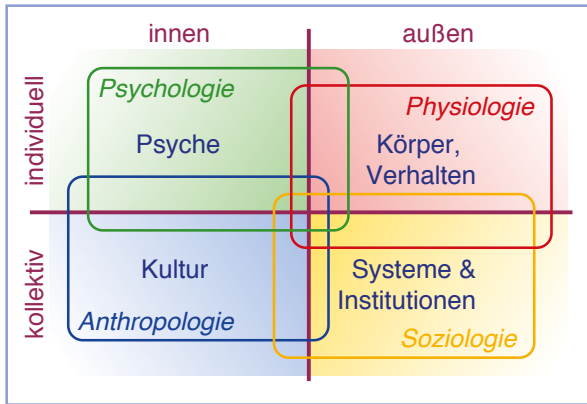 innen
außen
individuell
Psychologie
Physiologie
Psyche
Körper,
Verhalten
kollektiv
Kultur
Systeme &
Institutionen
Anthropologie
Soziologie